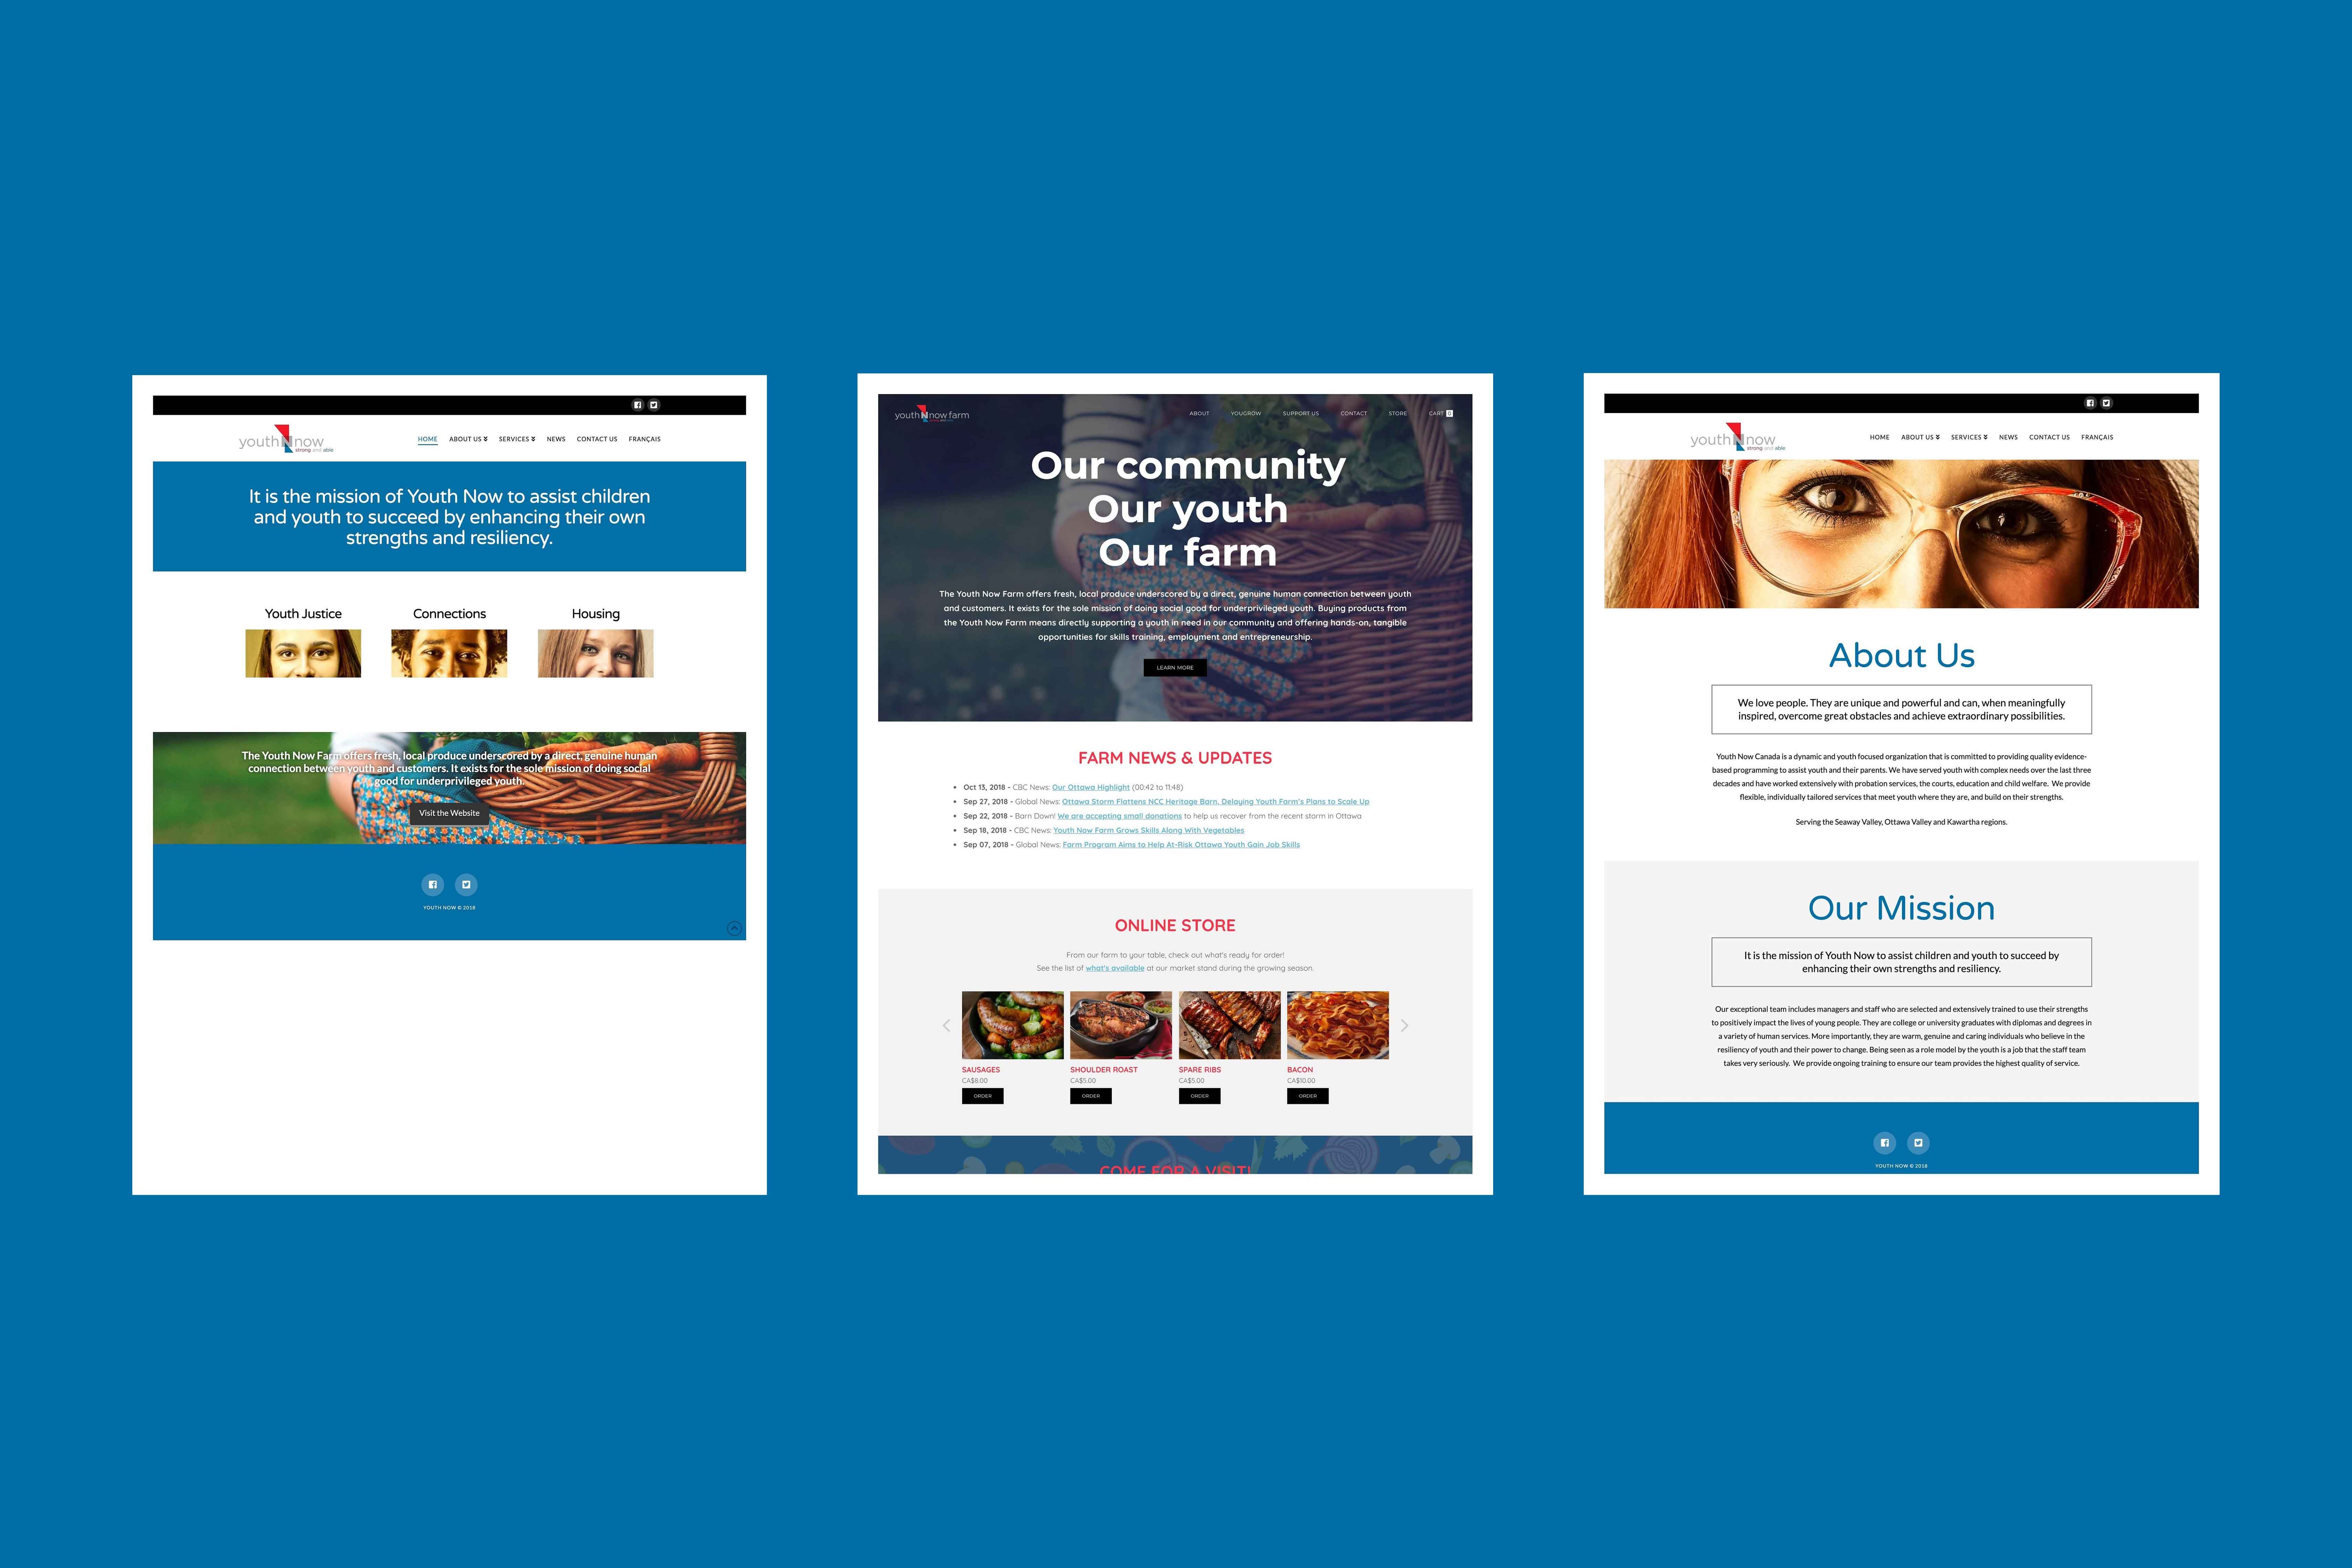 youth now
strong and able
HOME ABOUT US SERVICES NEWS CONTACT US FRANÇAIS
It is the mission of Youth Now to assist children
and youth to succeed by enhancing their own
strengths and resiliency.
Youth Justice Connections Housing
The Youth Now Farm offers fresh, local produce underscored by a direct, genuine human
connection between youth and customers. It exists for the sole mission of doing social
good for underprivileged youth.
Visit the Website
YOUTH NOW © 2018
youth N now farm
strong and able
ABOUT YOUGROW SUPPORT US CONTACT STORE CART 0
Our community
Our youth
Our farm
The Youth Now Farm offers fresh, local produce underscored by a direct, genuine human connection between youth
and customers. It exists for the sole mission of doing social good for underprivileged youth. Buying products from
the Youth Now Farm means directly supporting a youth in need in our community and offering hands-on, tangible
opportunities for skills training, employment and entrepreneurship.
LEARN MORE
FARM NEWS & UPDATES
• Oct 13, 2018 - CBC News: Our Ottawa Highlight (00:42 to 11:48)
• Sep 27, 2018 - Global News: Ottawa Storm Flattens NCC Heritage Barn, Delaying Youth Farm's Plans to Scale Up
• Sep 22, 2018 - Barn Down! We are accepting small donations to help us recover from the recent storm in Ottawa
• Sep 18, 2018 - CBC News: Youth Now Farm Grows Skills Along With Vegetables
• Sep 07, 2018 - Global News: Farm Program Aims to Help At-Risk Ottawa Youth Gain Job Skills
ONLINE STORE
From our farm to your table, check out what's ready for order!
See the list of what's available at our market stand during the growing season.
SAUSAGES SHOULDER ROAST SPARE RIBS BACON
CA$8.00 CA$5.00 CA$5.00 CA$10.00
ORDER ORDER ORDER ORDER
COME FOR A VISIT!
youth N now
strong and able
HOME ABOUT US SERVICES NEWS CONTACT US FRANÇAIS
About Us
We love people. They are unique and powerful and can, when meaningfully
inspired, overcome great obstacles and achieve extraordinary possibilities.
Youth Now Canada is a dynamic and youth focused organization that is committed to providing quality evidence-
based programming to assist youth and their parents. We have served youth with complex needs over the last three
decades and have worked extensively with probation services, the courts, education and child welfare. We provide
flexible, individually tailored services that meet youth where they are, and build on their strengths.
Serving the Seaway Valley, Ottawa Valley and Kawartha regions.
Our Mission
It is the mission of Youth Now to assist children and youth to succeed by
enhancing their own strengths and resiliency.
Our exceptional team includes managers and staff who are selected and extensively trained to use their strengths
to positively impact the lives of young people. They are college or university graduates with diplomas and degrees in
a variety of human services. More importantly, they are warm, genuine and caring individuals who believe in the
resiliency of youth and their power to change. Being seen as a role model by the youth is a job that the staff team
takes very seriously. We provide ongoing training to ensure our team provides the highest quality of service.
YOUTH NOW © 2018